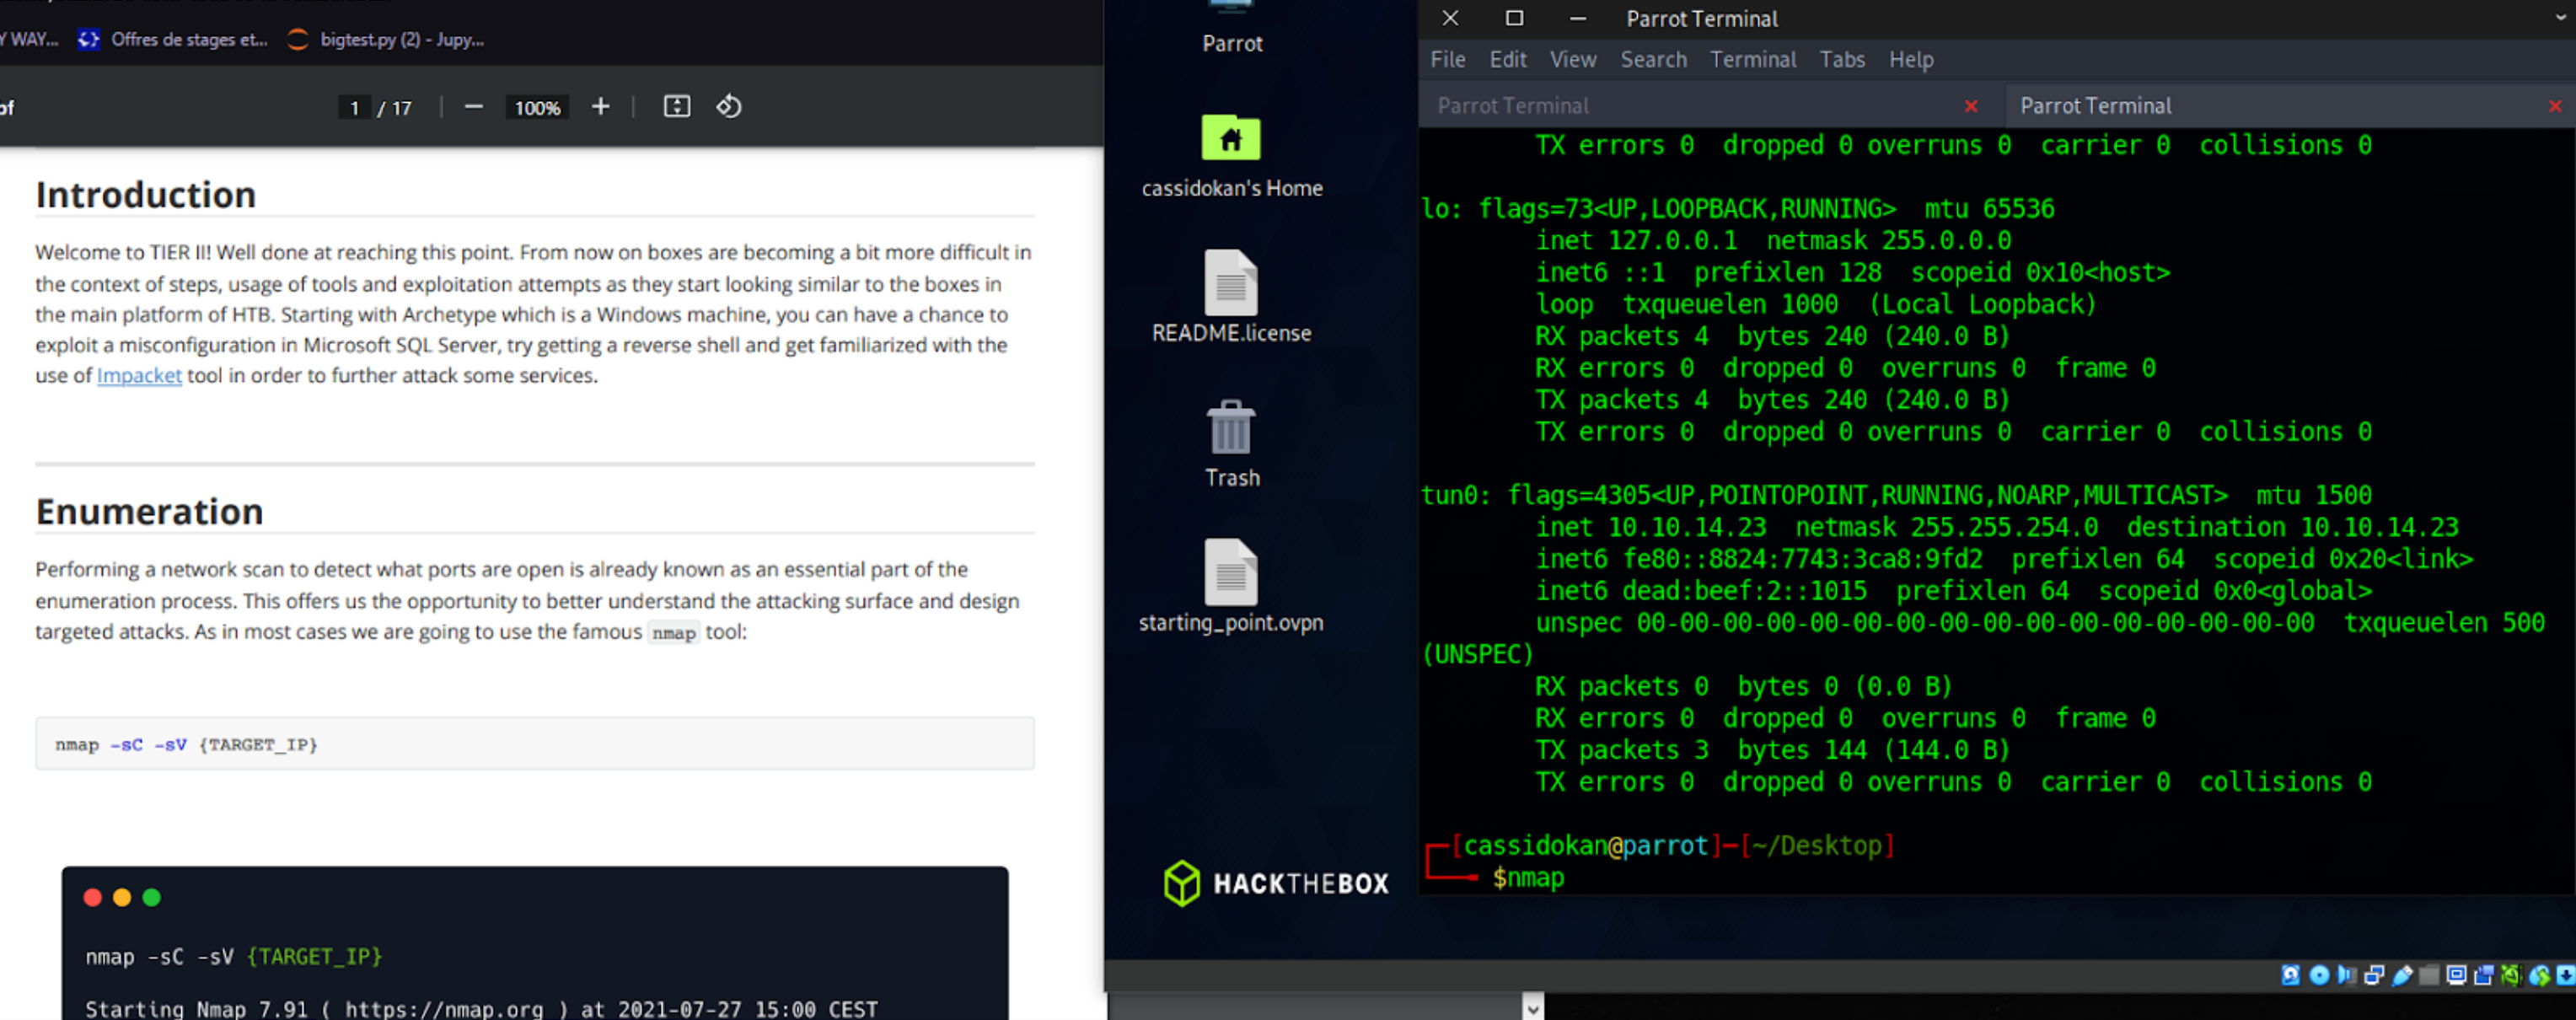 Y WAY... Offres de stages et... bigtest.py (2) - Jupy...
1 / 17 — 100% +
Introduction
Welcome to TIER II! Well done at reaching this point. From now on boxes are becoming a bit more difficult in
the context of steps, usage of tools and exploitation attempts as they start looking similar to the boxes in
the main platform of HTB. Starting with Archetype which is a Windows machine, you can have a chance to
exploit a misconfiguration in Microsoft SQL Server, try getting a reverse shell and get familiarized with the
use of Impacket tool in order to further attack some services.
Enumeration
Performing a network scan to detect what ports are open is already known as an essential part of the
enumeration process. This offers us the opportunity to better understand the attacking surface and design
targeted attacks. As in most cases we are going to use the famous nmap tool:
nmap -sC -sV {TARGET_IP}
nmap -sC -sV {TARGET_IP}
Starting Nmap 7.91 ( https://nmap.org ) at 2021-07-27 15:00 CEST
Parrot
cassidokan's Home
README.license
Trash
starting_point.ovpn
HACKTHEBOX
Parrot Terminal
File Edit View Search Terminal Tabs Help
Parrot Terminal Parrot Terminal
TX errors 0 dropped 0 overruns 0 carrier 0 collisions 0
lo: flags=73<UP,LOOPBACK,RUNNING> mtu 65536
inet 127.0.0.1 netmask 255.0.0.0
inet6 ::1 prefixlen 128 scopeid 0x10<host>
loop txqueuelen 1000 (Local Loopback)
RX packets 4 bytes 240 (240.0 B)
RX errors 0 dropped 0 overruns 0 frame 0
TX packets 4 bytes 240 (240.0 B)
TX errors 0 dropped 0 overruns 0 carrier 0 collisions 0
tun0: flags=4305<UP,POINTOPOINT,RUNNING,NOARP,MULTICAST> mtu 1500
inet 10.10.14.23 netmask 255.255.254.0 destination 10.10.14.23
inet6 fe80::8824:7743:3ca8:9fd2 prefixlen 64 scopeid 0x20<link>
inet6 dead:beef:2::1015 prefixlen 64 scopeid 0x0<global>
unspec 00-00-00-00-00-00-00-00-00-00-00-00-00-00-00-00 txqueuelen 500
(UNSPEC)
RX packets 0 bytes 0 (0.0 B)
RX errors 0 dropped 0 overruns 0 frame 0
TX packets 3 bytes 144 (144.0 B)
TX errors 0 dropped 0 overruns 0 carrier 0 collisions 0
[cassidokan@parrot]─[~/Desktop]
$nmap